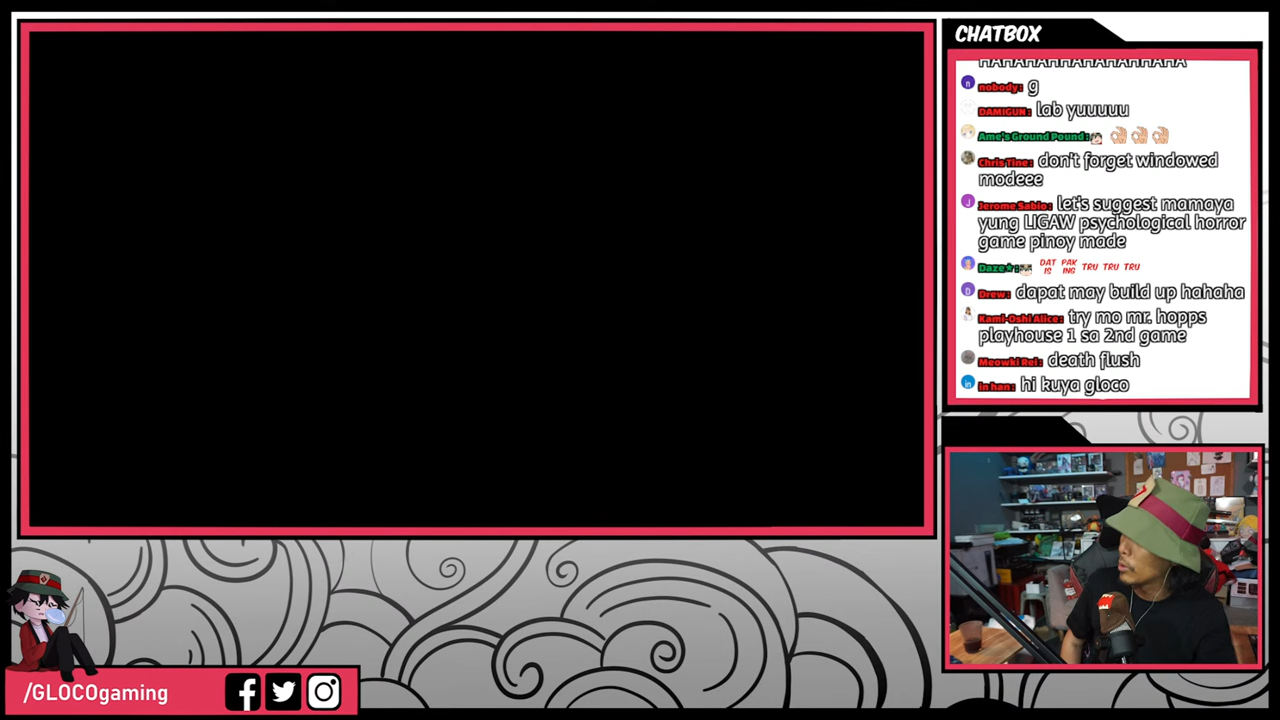 CHATBOX
HAHAHAHHAHAHAHHAHA
nobody: g
DAMIGUN: lab yuuuuu
Ame's Ground Pound:
Chris Tine: don't forget windowed
modeee
Jerome Sabio: let's suggest mamaya
yung LIGAW psychological horror
game pinoy made
Daze★: DAT IS PAK ING TRU TRU TRU
Drew: dapat may build up hahaha
Kami-Oshi Alice: try mo mr. hopps
playhouse 1 sa 2nd game
Meowki Rei: death flush
in han: hi kuya gloco
/GLOCOgaming